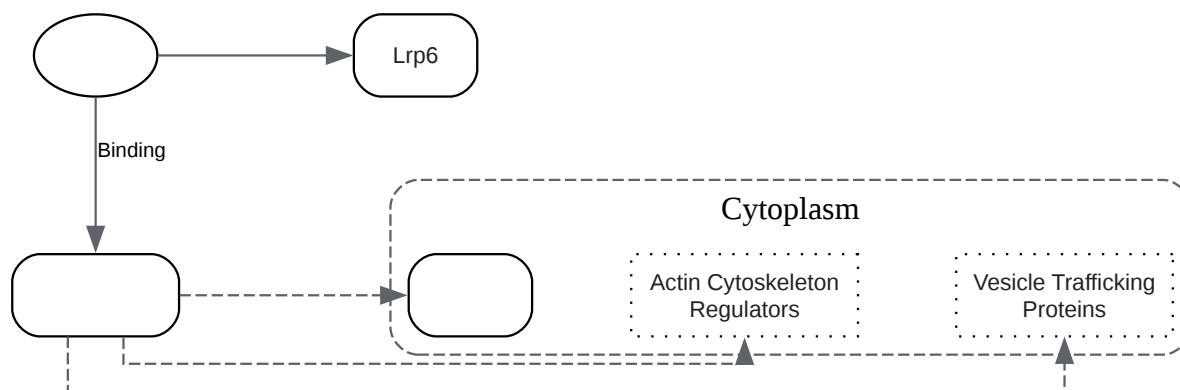 Lrp6
Binding
Cytoplasm
Actin Cytoskeleton
Regulators
Vesicle Trafficking
Proteins